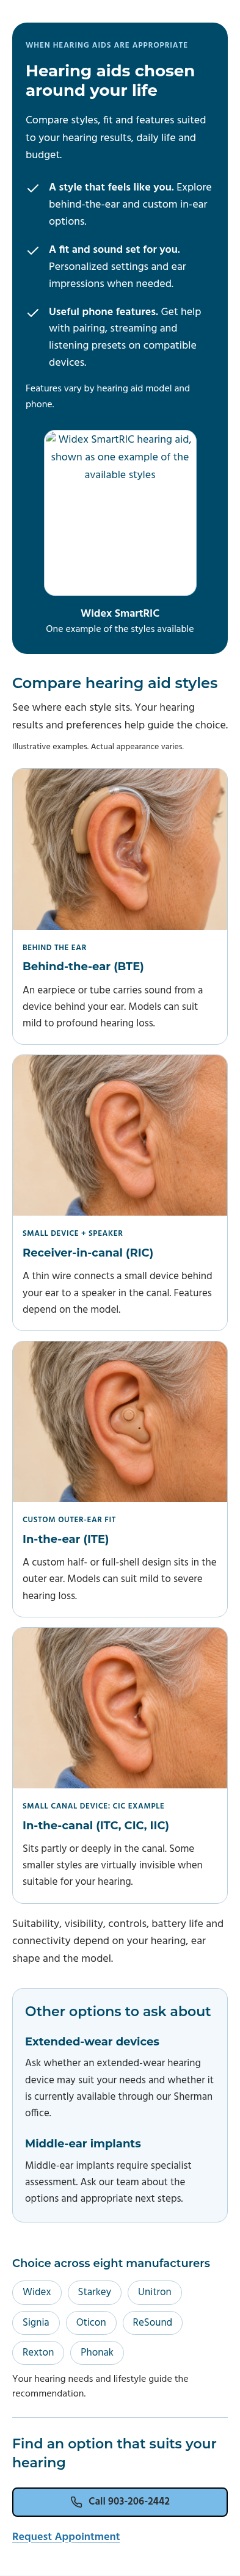 WHEN HEARING AIDS ARE APPROPRIATE
Hearing aids chosen
around your life
Compare styles, fit and features suited
to your hearing results, daily life and
budget.
A style that feels like you. Explore
behind-the-ear and custom in-ear
options.
A fit and sound set for you.
Personalized settings and ear
impressions when needed.
Useful phone features. Get help
with pairing, streaming and
listening presets on compatible
devices.
Features vary by hearing aid model and
phone.
Widex SmartRIC hearing aid,
shown as one example of the
available styles
Widex SmartRIC
One example of the styles available
Compare hearing aid styles
See where each style sits. Your hearing
results and preferences help guide the choice.
Illustrative examples. Actual appearance varies.
BEHIND THE EAR
Behind-the-ear (BTE)
An earpiece or tube carries sound from a
device behind your ear. Models can suit
mild to profound hearing loss.
SMALL DEVICE + SPEAKER
Receiver-in-canal (RIC)
A thin wire connects a small device behind
your ear to a speaker in the canal. Features
depend on the model.
CUSTOM OUTER-EAR FIT
In-the-ear (ITE)
A custom half- or full-shell design sits in the
outer ear. Models can suit mild to severe
hearing loss.
SMALL CANAL DEVICE: CIC EXAMPLE
In-the-canal (ITC, CIC, IIC)
Sits partly or deeply in the canal. Some
smaller styles are virtually invisible when
suitable for your hearing.
Suitability, visibility, controls, battery life and
connectivity depend on your hearing, ear
shape and the model.
Other options to ask about
Extended-wear devices
Ask whether an extended-wear hearing
device may suit your needs and whether it
is currently available through our Sherman
office.
Middle-ear implants
Middle-ear implants require specialist
assessment. Ask our team about the
options and appropriate next steps.
Choice across eight manufacturers
Widex Starkey Unitron
Signia Oticon ReSound
Rexton Phonak
Your hearing needs and lifestyle guide the
recommendation.
Find an option that suits your
hearing
Call 903-206-2442
Request Appointment